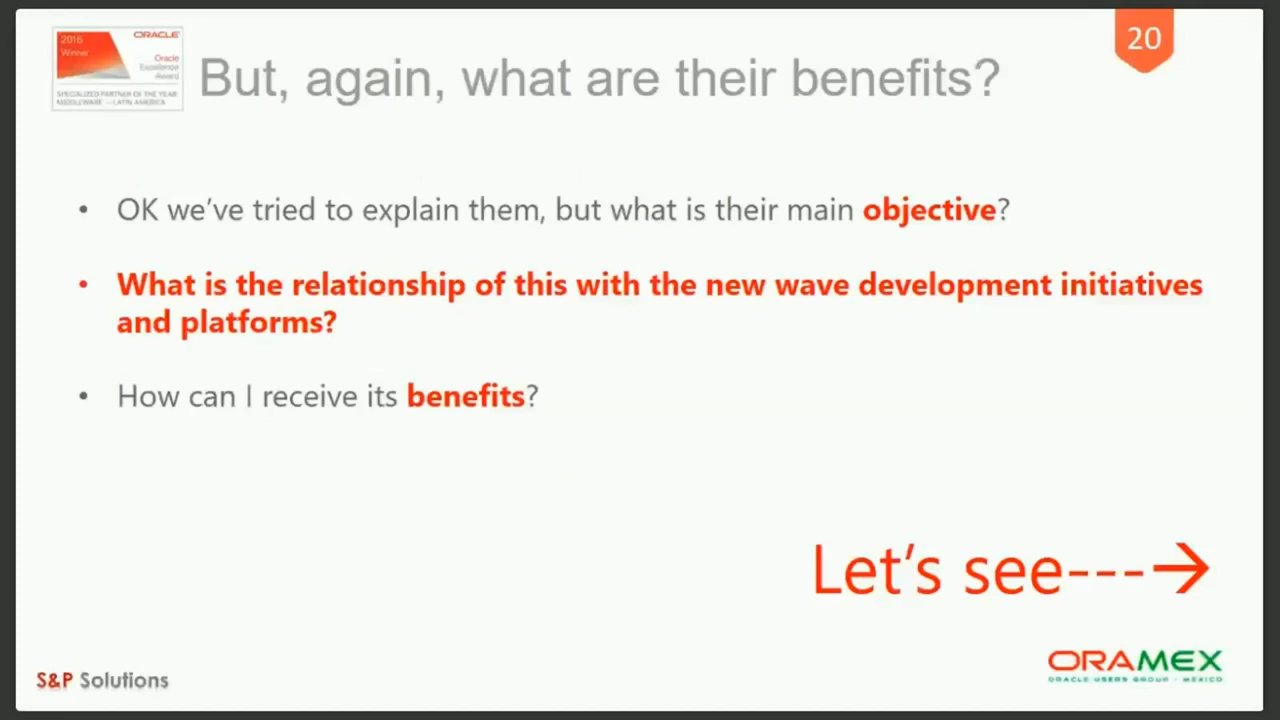 2016
Winner
ORACLE
Oracle
Excellence
Award
SPECIALIZED PARTNER OF THE YEAR
MIDDLEWARE – LATIN AMERICA
But, again, what are their benefits?
20
• OK we've tried to explain them, but what is their main objective?
• What is the relationship of this with the new wave development initiatives
and platforms?
• How can I receive its benefits?
Let's see---→
S&P Solutions
ORAMEX
ORACLE USERS GROUP - MEXICO